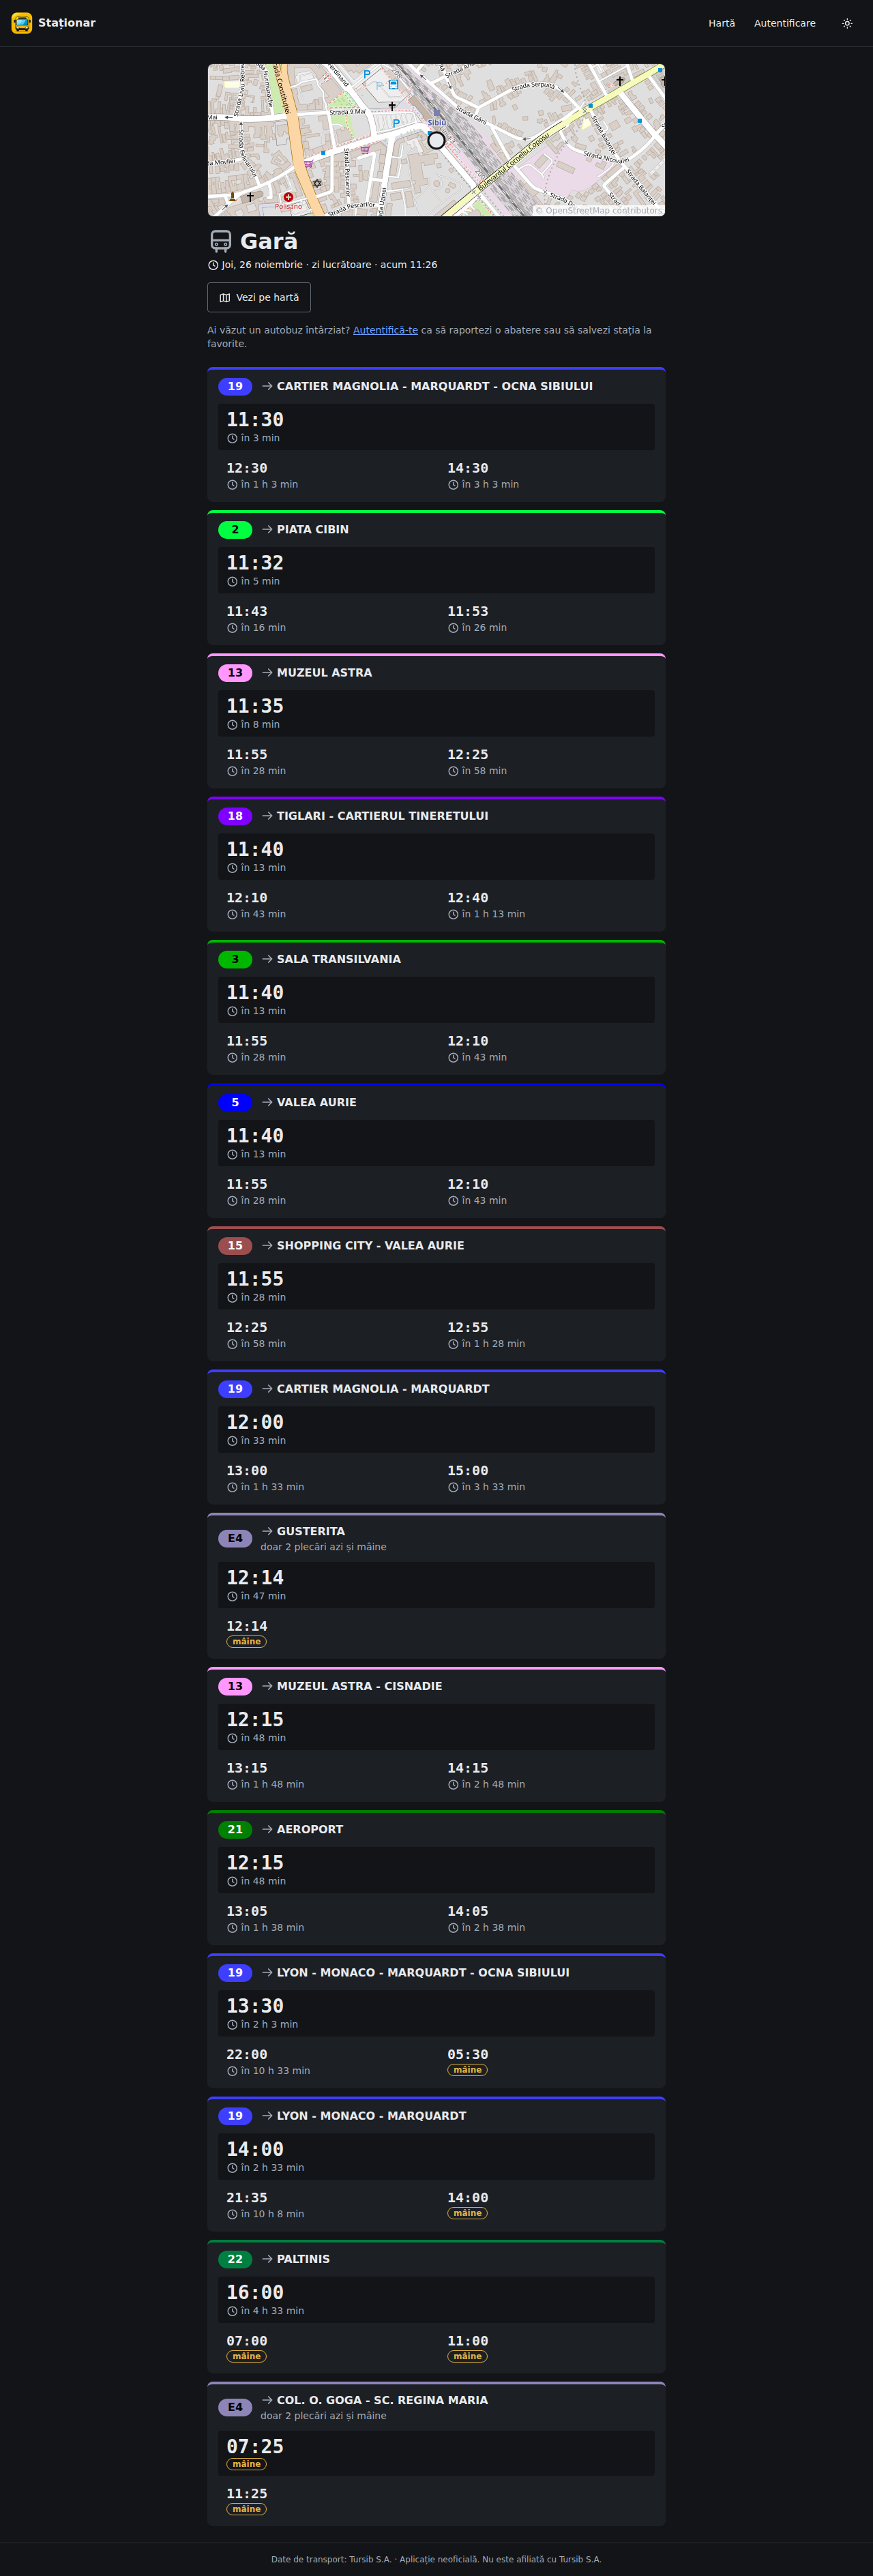 Staționar
Hartă
Autentificare
Strada 9 Mai
Sibiu
Strada Gării
Strada Serpuită
Bulevardul Corneliu Coposu
Strada Nicovalei
Polisano
Strada Pescarilor
© OpenStreetMap contributors
Gară
Joi, 26 noiembrie · zi lucrătoare · acum 11:26
Vezi pe hartă
Ai văzut un autobuz întârziat? Autentifică-te ca să raportezi o abatere sau să salvezi stația la
favorite.
19 → CARTIER MAGNOLIA - MARQUARDT - OCNA SIBIULUI
11:30
în 3 min
12:30 14:30
în 1 h 3 min în 3 h 3 min
2 → PIATA CIBIN
11:32
în 5 min
11:43 11:53
în 16 min în 26 min
13 → MUZEUL ASTRA
11:35
în 8 min
11:55 12:25
în 28 min în 58 min
18 → TIGLARI - CARTIERUL TINERETULUI
11:40
în 13 min
12:10 12:40
în 43 min în 1 h 13 min
3 → SALA TRANSILVANIA
11:40
în 13 min
11:55 12:10
în 28 min în 43 min
5 → VALEA AURIE
11:40
în 13 min
11:55 12:10
în 28 min în 43 min
15 → SHOPPING CITY - VALEA AURIE
11:55
în 28 min
12:25 12:55
în 58 min în 1 h 28 min
19 → CARTIER MAGNOLIA - MARQUARDT
12:00
în 33 min
13:00 15:00
în 1 h 33 min în 3 h 33 min
E4 → GUSTERITA
doar 2 plecări azi și mâine
12:14
în 47 min
12:14
mâine
13 → MUZEUL ASTRA - CISNADIE
12:15
în 48 min
13:15 14:15
în 1 h 48 min în 2 h 48 min
21 → AEROPORT
12:15
în 48 min
13:05 14:05
în 1 h 38 min în 2 h 38 min
19 → LYON - MONACO - MARQUARDT - OCNA SIBIULUI
13:30
în 2 h 3 min
22:00 05:30
în 10 h 33 min mâine
19 → LYON - MONACO - MARQUARDT
14:00
în 2 h 33 min
21:35 14:00
în 10 h 8 min mâine
22 → PALTINIS
16:00
în 4 h 33 min
07:00 11:00
mâine mâine
E4 → COL. O. GOGA - SC. REGINA MARIA
doar 2 plecări azi și mâine
07:25
mâine
11:25
mâine
Date de transport: Tursib S.A. · Aplicație neoficială. Nu este afiliată cu Tursib S.A.